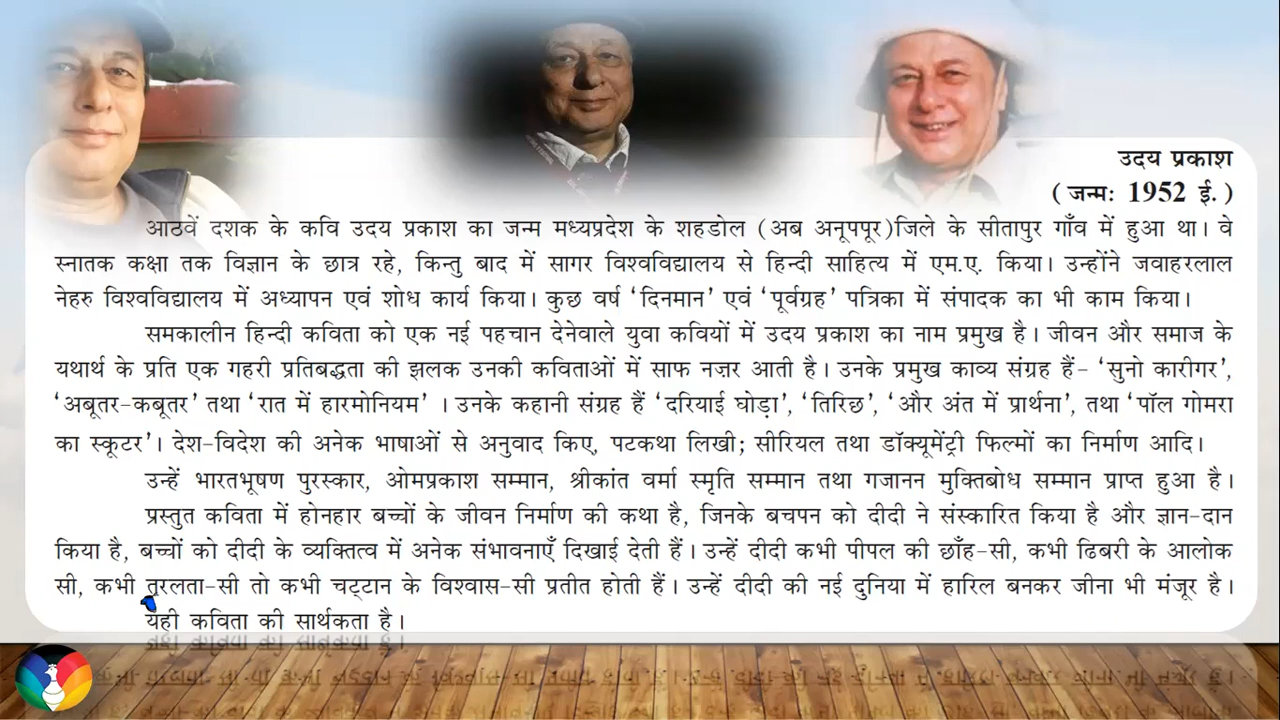 उदय प्रकाश
( जन्म: 1952 ई. )
आठवें दशक के कवि उदय प्रकाश का जन्म मध्यप्रदेश के शहडोल (अब अनूपपूर)जिले के सीतापुर गाँव में हुआ था। वे
स्नातक कक्षा तक विज्ञान के छात्र रहे, किन्तु बाद में सागर विश्वविद्यालय से हिन्दी साहित्य में एम.ए. किया। उन्होंने जवाहरलाल
नेहरु विश्वविद्यालय में अध्यापन एवं शोध कार्य किया। कुछ वर्ष ‘दिनमान’ एवं ‘पूर्वग्रह’ पत्रिका में संपादक का भी काम किया।
समकालीन हिन्दी कविता को एक नई पहचान देनेवाले युवा कवियों में उदय प्रकाश का नाम प्रमुख है। जीवन और समाज के
यथार्थ के प्रति एक गहरी प्रतिबद्धता की झलक उनकी कविताओं में साफ नज़र आती है। उनके प्रमुख काव्य संग्रह हैं- ‘सुनो कारीगर’,
‘अबूतर-कबूतर’ तथा ‘रात में हारमोनियम’ । उनके कहानी संग्रह हैं ‘दरियाई घोड़ा’, ‘तिरिछ’, ‘और अंत में प्रार्थना’, तथा ‘पॉल गोमरा
का स्कूटर’। देश-विदेश की अनेक भाषाओं से अनुवाद किए, पटकथा लिखी; सीरियल तथा डॉक्यूमेंट्री फिल्मों का निर्माण आदि।
उन्हें भारतभूषण पुरस्कार, ओमप्रकाश सम्मान, श्रीकांत वर्मा स्मृति सम्मान तथा गजानन मुक्तिबोध सम्मान प्राप्त हुआ है।
प्रस्तुत कविता में होनहार बच्चों के जीवन निर्माण की कथा है, जिनके बचपन को दीदी ने संस्कारित किया है और ज्ञान-दान
किया है, बच्चों को दीदी के व्यक्तित्व में अनेक संभावनाएँ दिखाई देती हैं। उन्हें दीदी कभी पीपल की छाँह-सी, कभी ढिबरी के आलोक
सी, कभी तरलता-सी तो कभी चट्टान के विश्वास-सी प्रतीत होती हैं। उन्हें दीदी की नई दुनिया में हारिल बनकर जीना भी मंजूर है।
यही कविता की सार्थकता है।